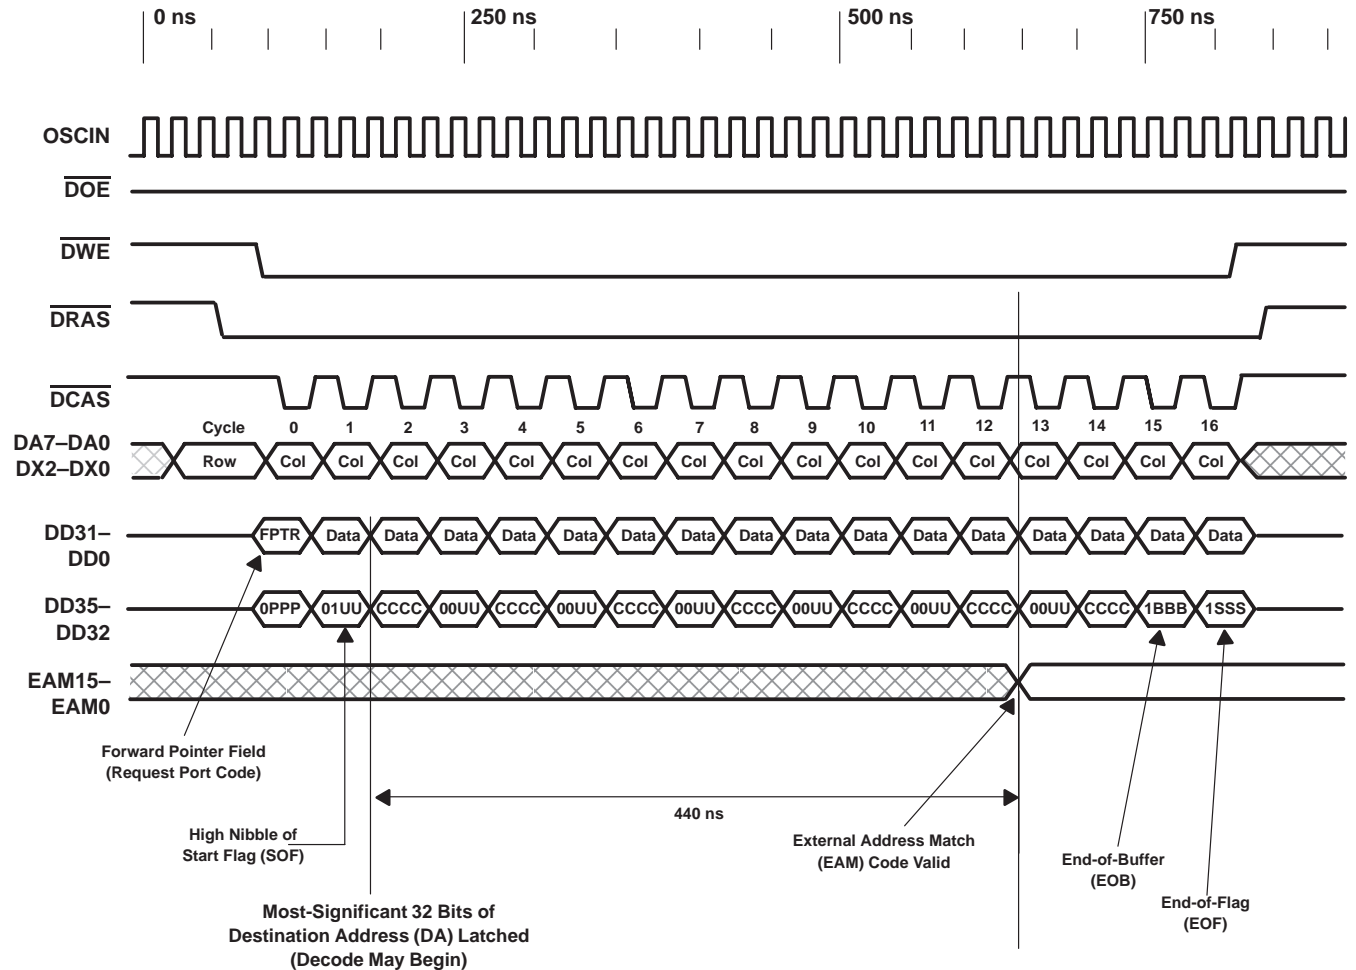 0 ns 250 ns 500 ns 750 ns
OSCIN
DOE
DWE
DRAS
DCAS
Cycle 0 1 2 3 4 5 6 7 8 9 10 11 12 13 14 15 16
DA7–DA0
DX2–DX0
Row Col Col Col Col Col Col Col Col Col Col Col Col Col Col Col Col Col
DD31–
DD0
FPTR Data Data Data Data Data Data Data Data Data Data Data Data Data Data Data Data
DD35–
DD32
0PPP 01UU CCCC 00UU CCCC 00UU CCCC 00UU CCCC 00UU CCCC 00UU CCCC 00UU CCCC 1BBB 1SSS
EAM15–
EAM0
Forward Pointer Field
(Request Port Code)
440 ns
High Nibble of
Start Flag (SOF)
External Address Match
(EAM) Code Valid
End-of-Buffer
(EOB)
End-of-Flag
(EOF)
Most-Significant 32 Bits of
Destination Address (DA) Latched
(Decode May Begin)